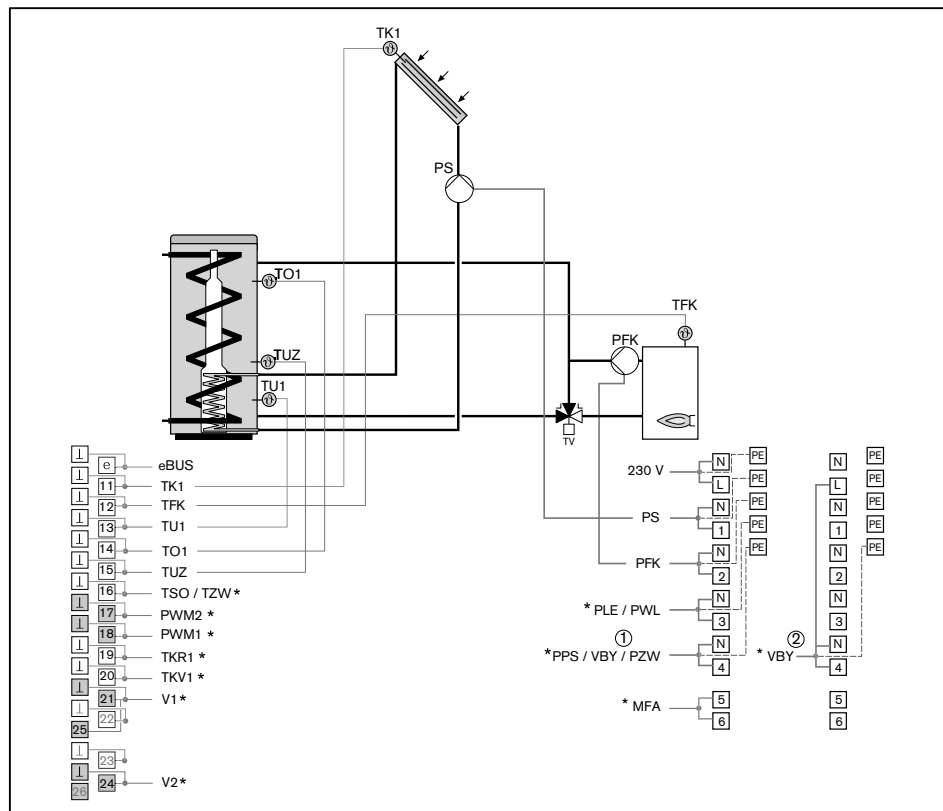 TK1
PS
TO1
TFK
TUZ
PFK
TU1
TV
⊥ e eBUS
⊥ 11 TK1
⊥ 12 TFK
⊥ 13 TU1
⊥ 14 TO1
⊥ 15 TUZ
⊥ 16 TSO / TZW *
⊥ 17 PWM2 *
⊥ 18 PWM1 *
⊥ 19 TKR1 *
⊥ 20 TKV1 *
⊥ 21 V1 *
⊥ 22
25
⊥ 23
⊥ 24 V2 *
26
230 V N L PE
PS N 1 PE
PFK N 2 PE
* PLE / PWL N 3 PE
①
*PPS / VBY / PZW N 4 PE
* MFA 5 6
②
* VBY
N L PE
N 1 PE
N 2 PE
N 3 PE
N 4 PE
5
6